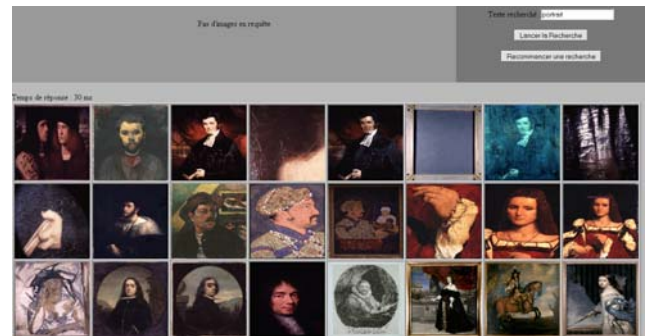 Pas d'images en requête
Texte recherché : portrait
Lancer la Recherche
Recommencer une recherche
Temps de réponse : 30 ms